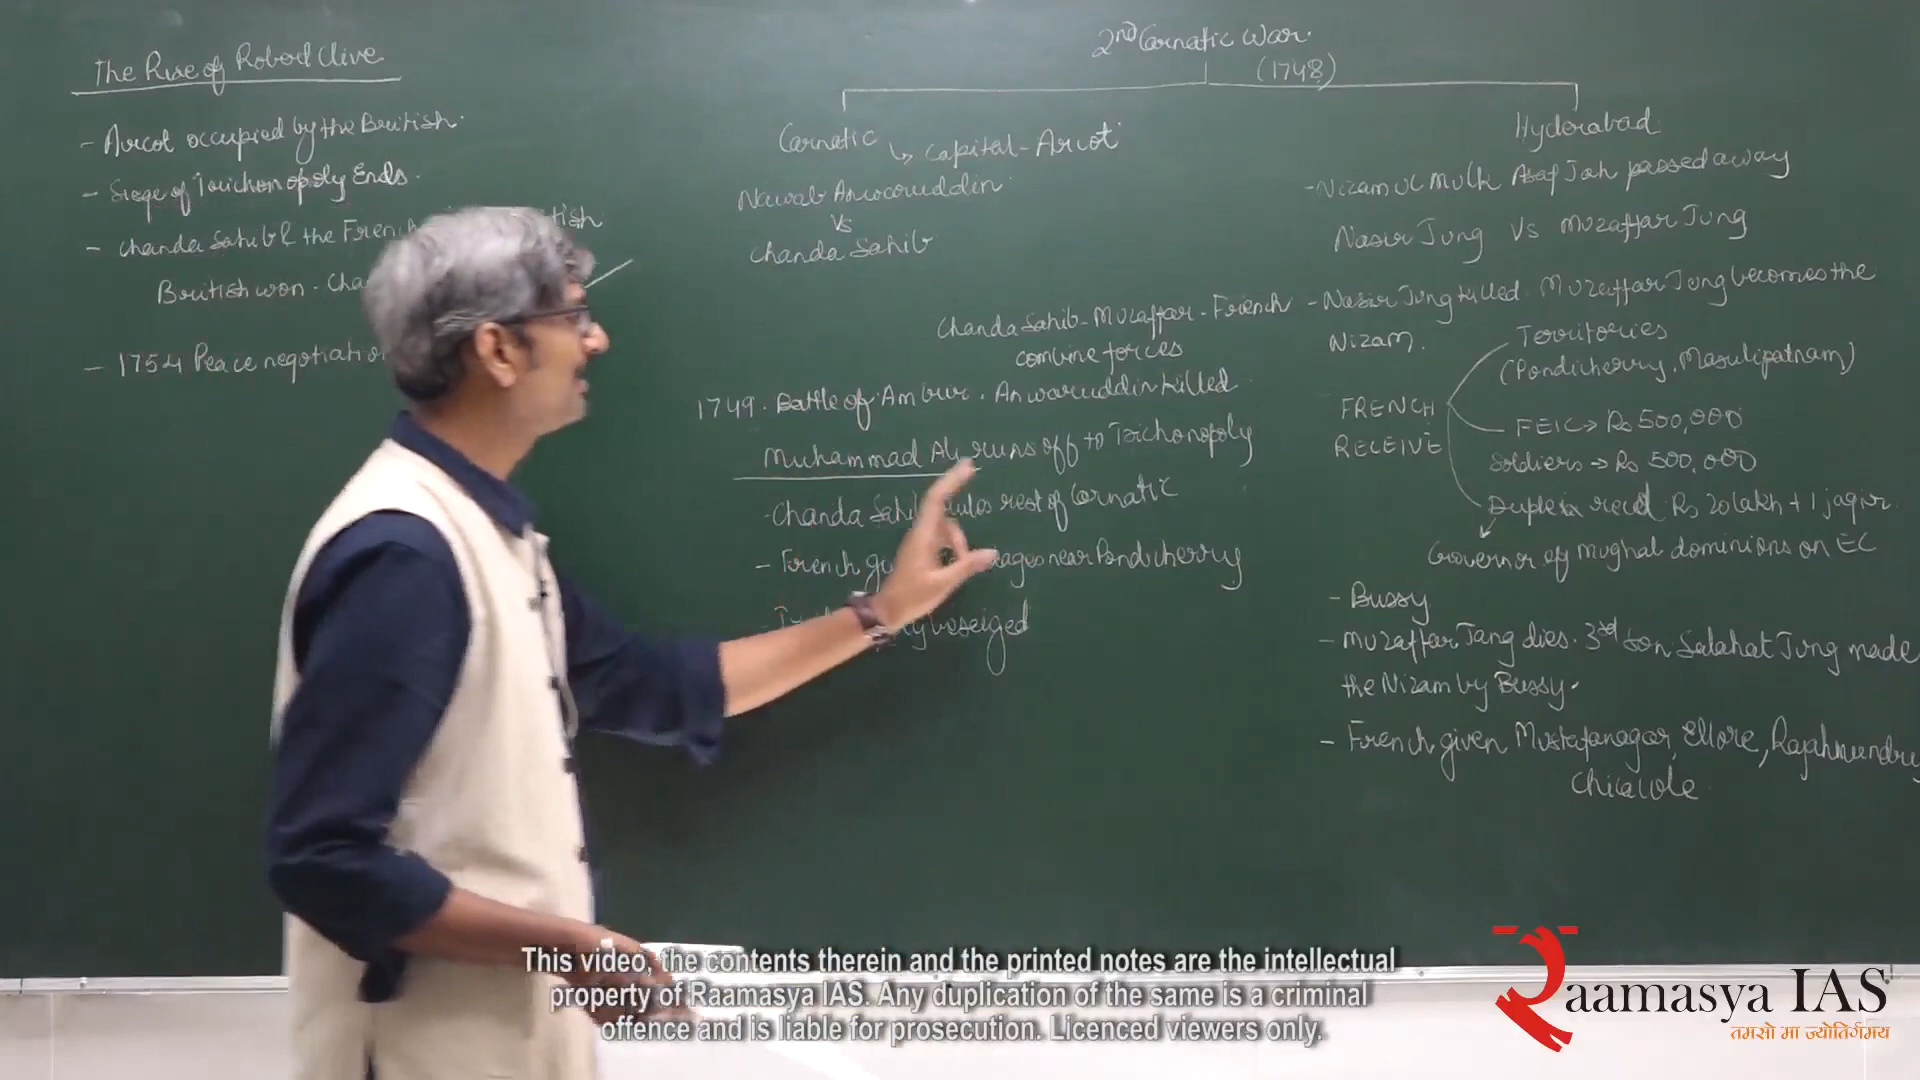 The Rise of Robert Clive
- Arcot occupied by the British.
- Siege of Trichonopoly Ends.
- Chanda Sahib & the French
British won - Cha
- 1754 Peace negotiation
2nd Carnatic War.
(1748)
Carnatic ↳ Capital - Arcot
Nawab Anwaruddin
Vs
Chanda Sahib
Chanda Sahib - Muzaffar - French
combine forces
1749. Battle of Ambur. Anwaruddin killed
Muhammad Ali runs off to Trichonopoly
- Chanda Sahib rules rest of Carnatic
- French near Pondicherry
beseiged
Hyderabad
- Nizam Ul Mulk Asaf Jah passed away
Nasir Jung Vs Muzaffar Jung
- Nasir Jung killed. Muzaffar Jung becomes the
Nizam.
FRENCH
RECEIVE
Territories
(Pondicherry, Masulipatnam)
FEIC → Rs 500,000
Soldiers → Rs 500,000
Dupleix recd Rs 20 lakh + 1 jagir
Governor of Mughal dominions on EC
- Bussy
- Muzaffar Jang dies. 3rd son Salahat Jung made
the Nizam by Bussy.
- French given Mustafanagar, Ellore, Rajahmundry
Chicacole
This video, the contents therein and the printed notes are the intellectual
property of Raamasya IAS. Any duplication of the same is a criminal
offence and is liable for prosecution. Licenced viewers only.
Raamasya IAS
तमसो मा ज्योतिर्गमय